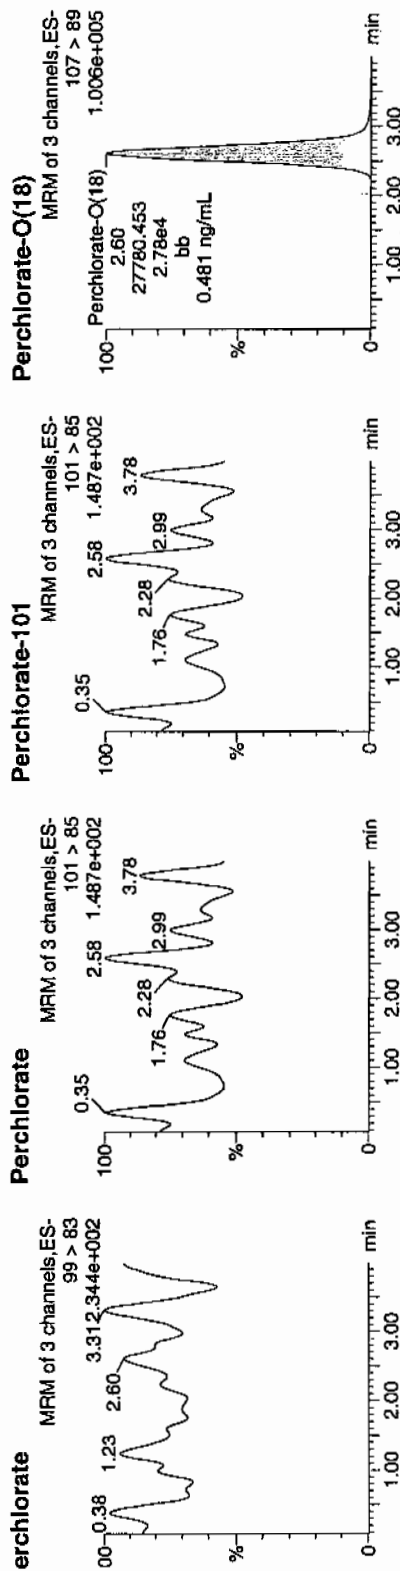 erchlorate
MRM of 3 channels,ES-
99 > 83
3.312.344e+002
00
0.38
1.23
2.60
%
0
1.00
2.00
3.00
min
Perchlorate
MRM of 3 channels,ES-
101 > 85
1.487e+002
100
0.35
1.76
2.28
2.58
2.99
3.78
%
0
1.00
2.00
3.00
min
Perchlorate-101
MRM of 3 channels,ES-
101 > 85
1.487e+002
100
0.35
1.76
2.28
2.58
2.99
3.78
%
0
1.00
2.00
3.00
min
Perchlorate-O(18)
MRM of 3 channels,ES-
107 > 89
1.006e+005
100
Perchlorate-O(18)
2.60
27780.453
2.78e4
bb
0.481 ng/mL
%
0
1.00
2.00
3.00
min